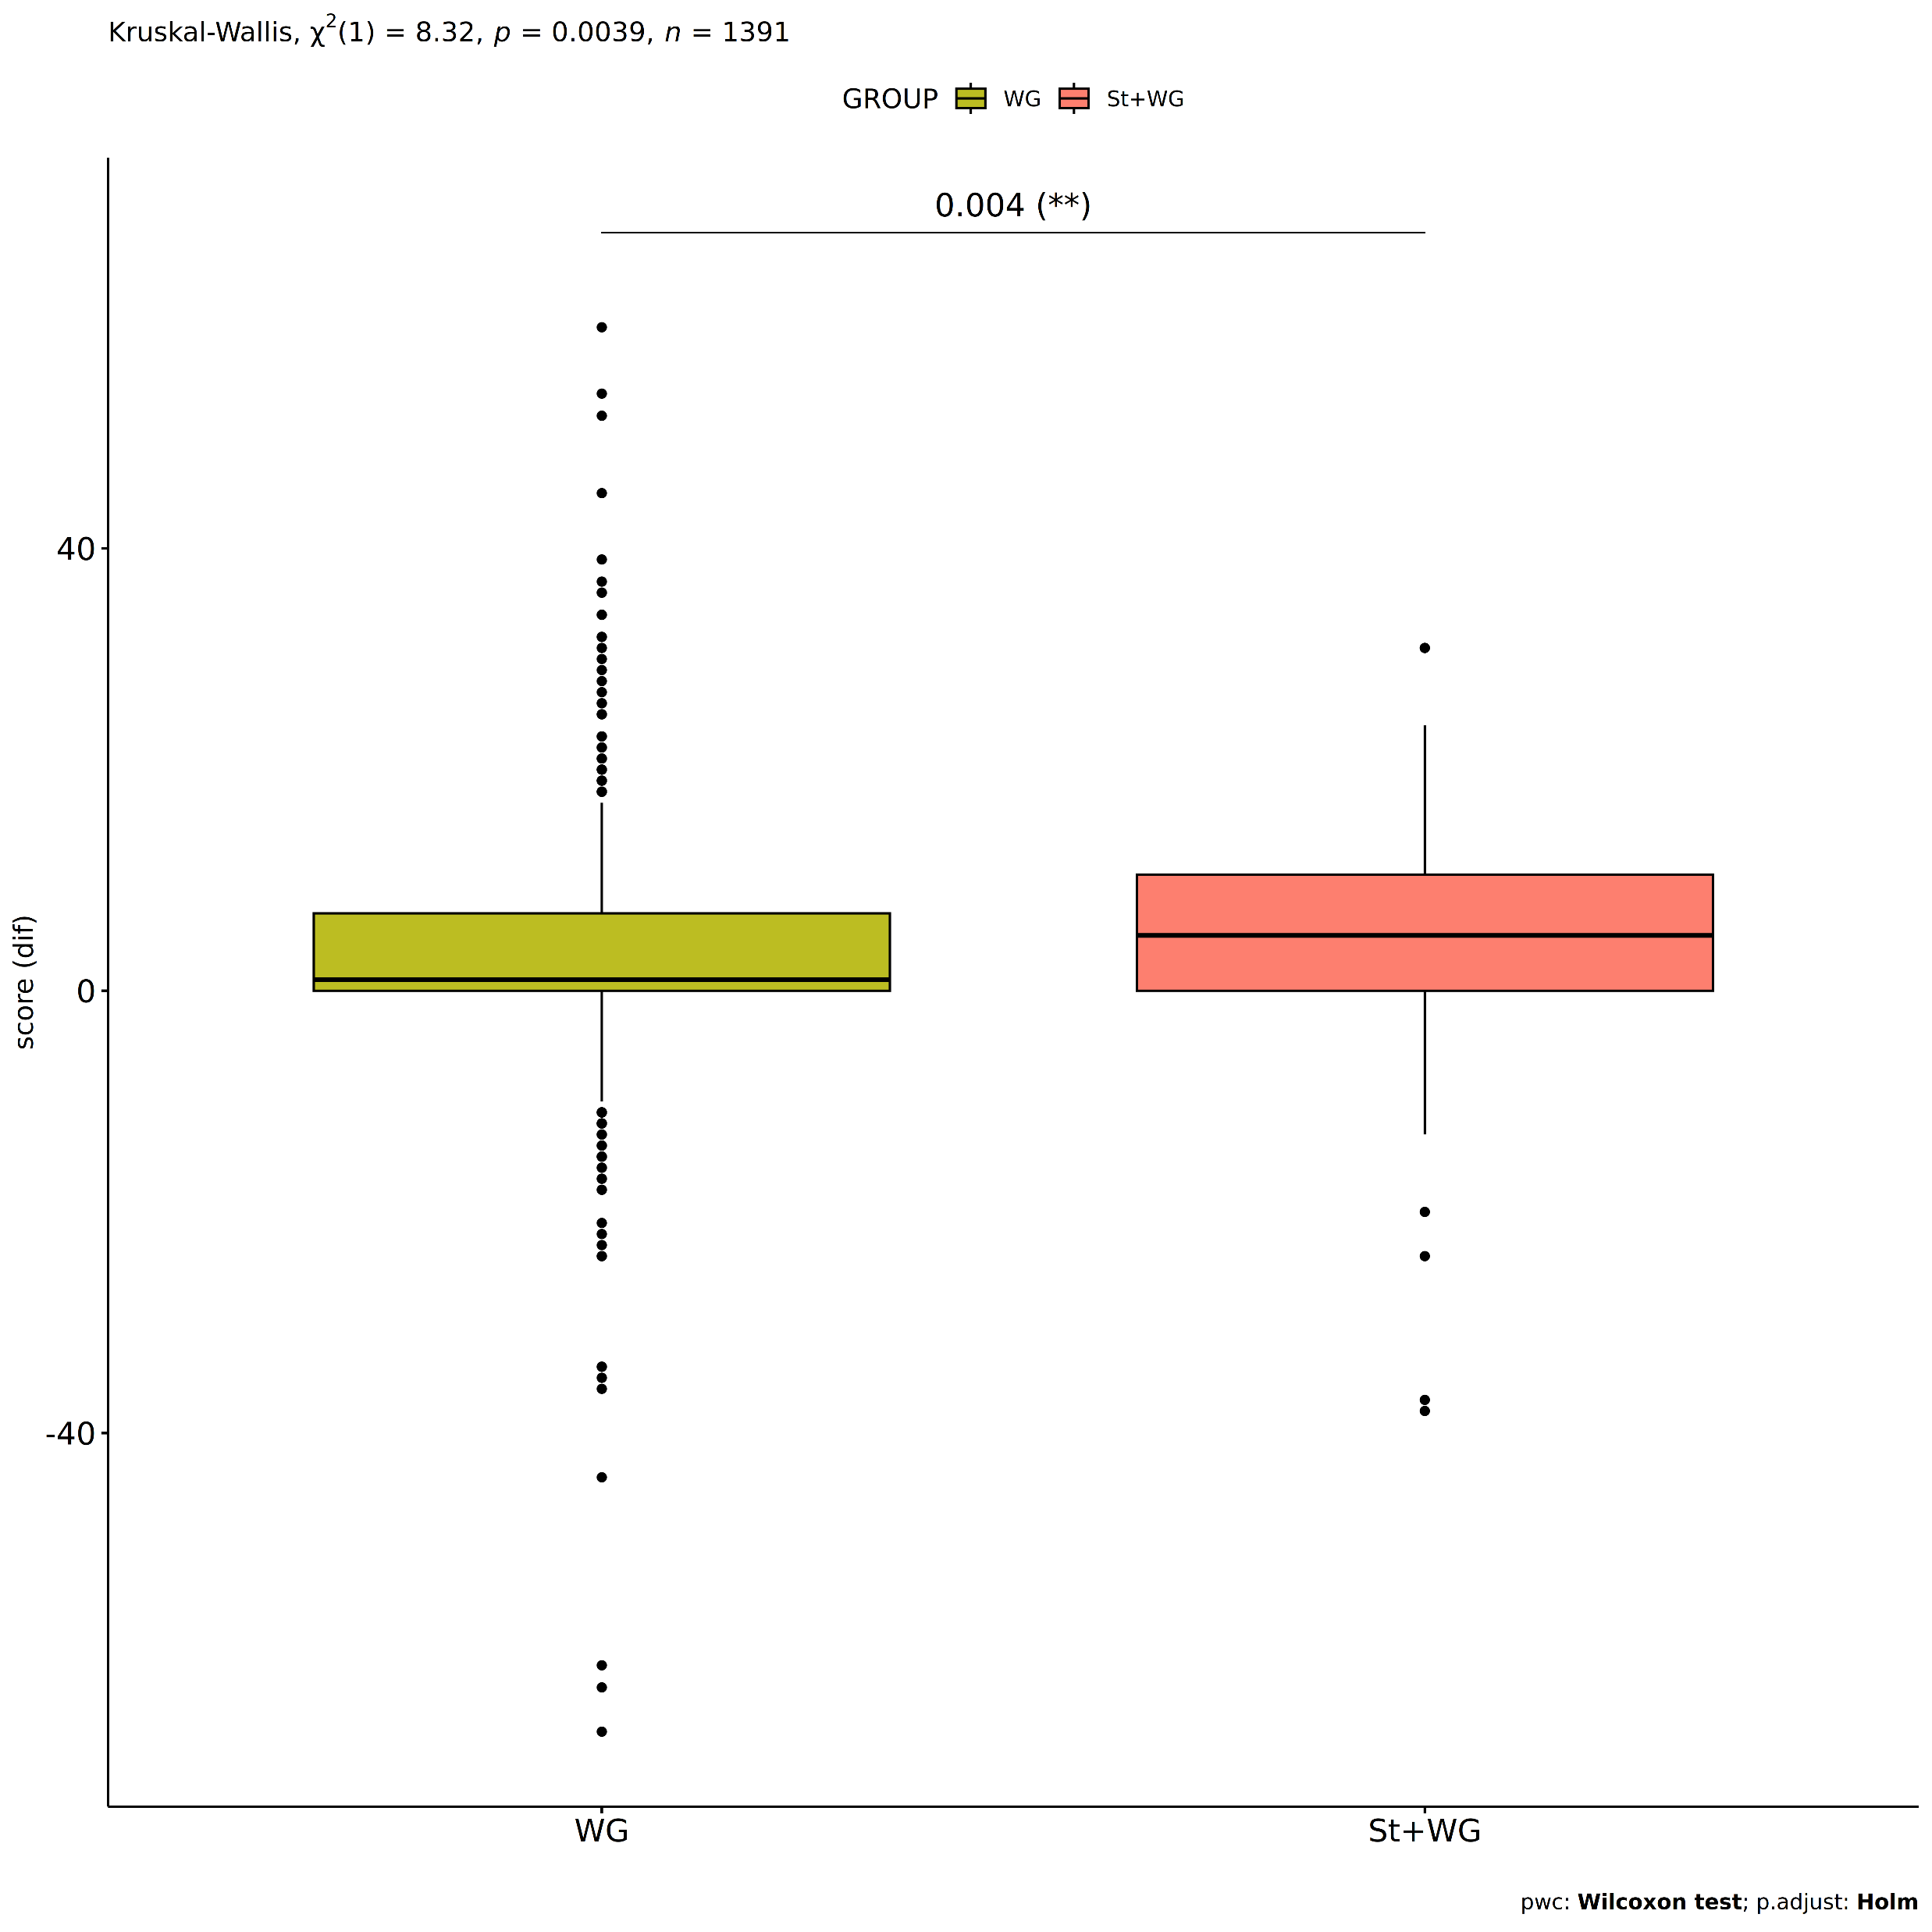 Kruskal-Wallis, χ²(1) = 8.32, p = 0.0039, n = 1391
GROUP WG St+WG
0.004 (**)
40
0
-40
score (dif)
WG St+WG
pwc: Wilcoxon test; p.adjust: Holm